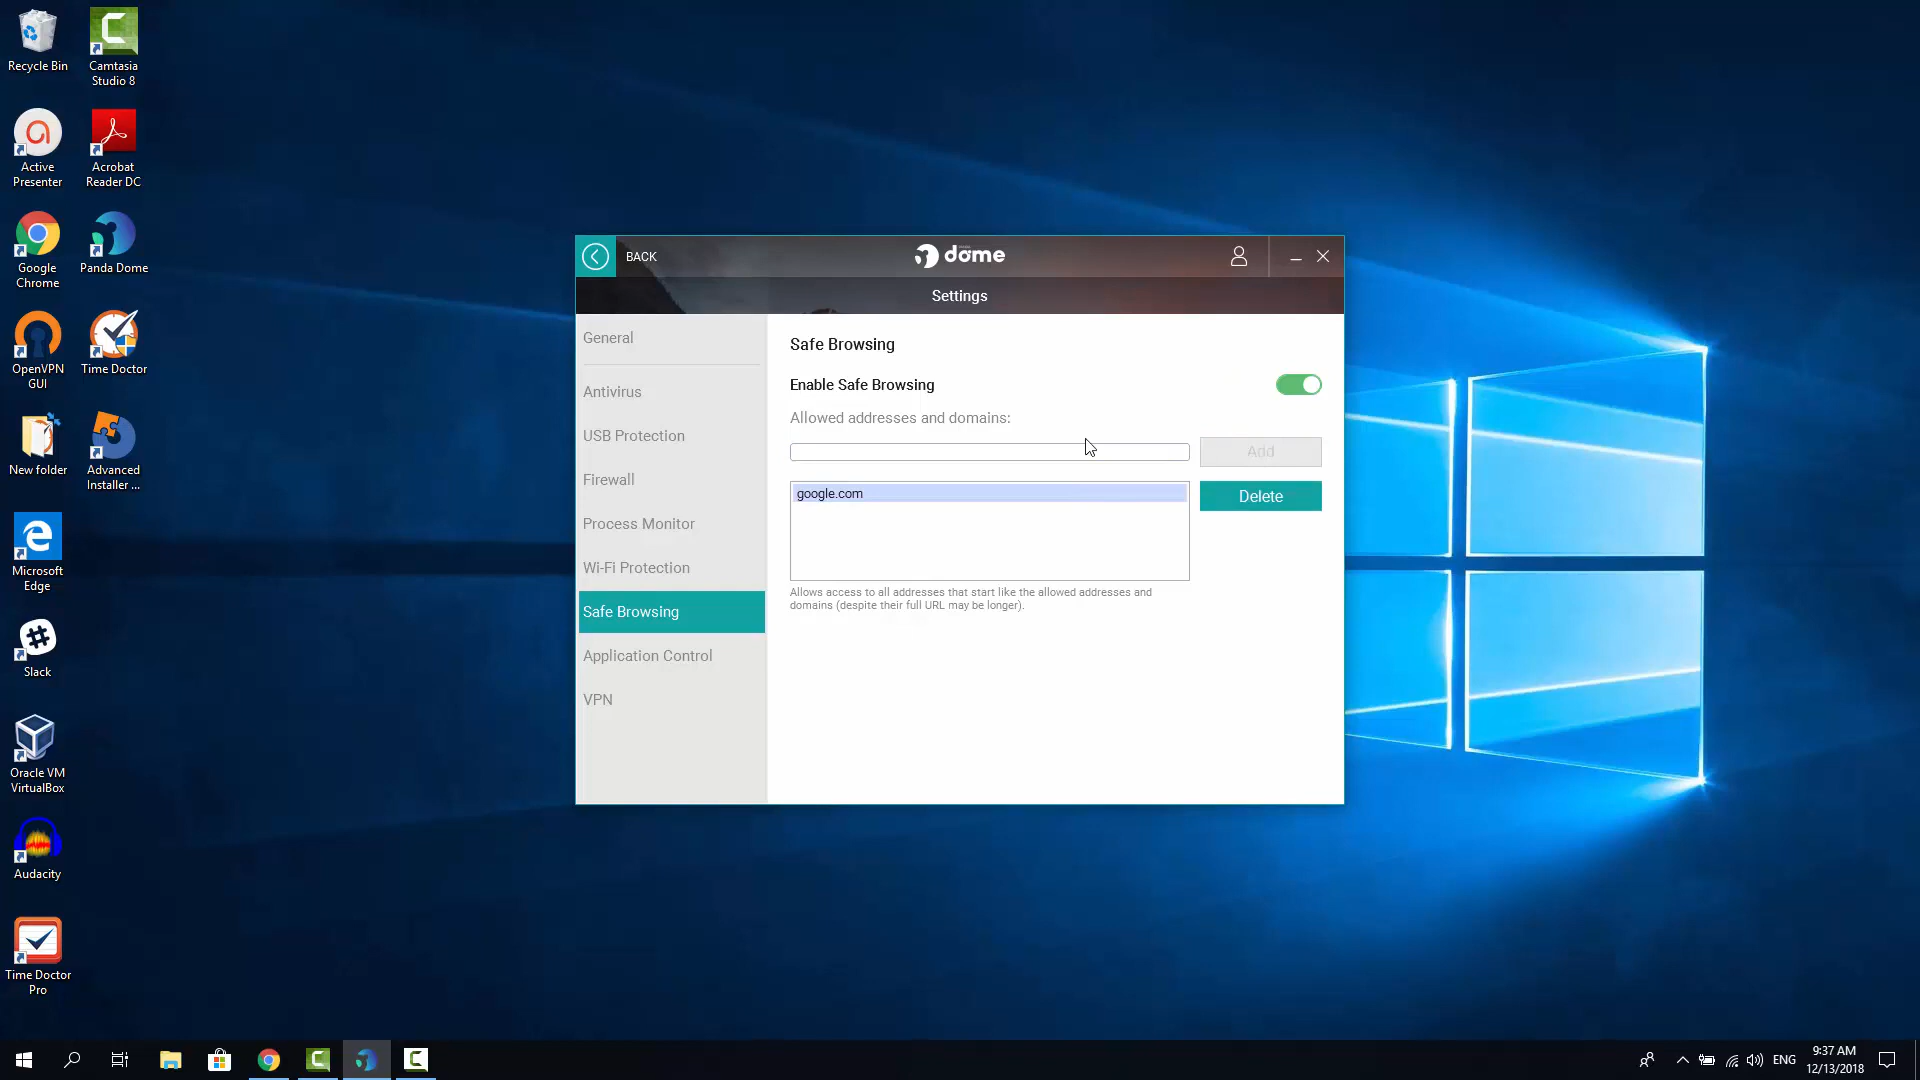 Recycle Bin
Camtasia
Studio 8
Active
Presenter
Acrobat
Reader DC
Google
Chrome
Panda Dome
OpenVPN
GUI
Time Doctor
New folder
Advanced
Installer ...
Microsoft
Edge
Slack
Oracle VM
VirtualBox
Audacity
Time Doctor
Pro
BACK
dome
Settings
General
Antivirus
USB Protection
Firewall
Process Monitor
Wi-Fi Protection
Safe Browsing
Application Control
VPN
Safe Browsing
Enable Safe Browsing
Allowed addresses and domains:
Add
google.com
Delete
Allows access to all addresses that start like the allowed addresses and
domains (despite their full URL may be longer).
ENG
9:37 AM
12/13/2018